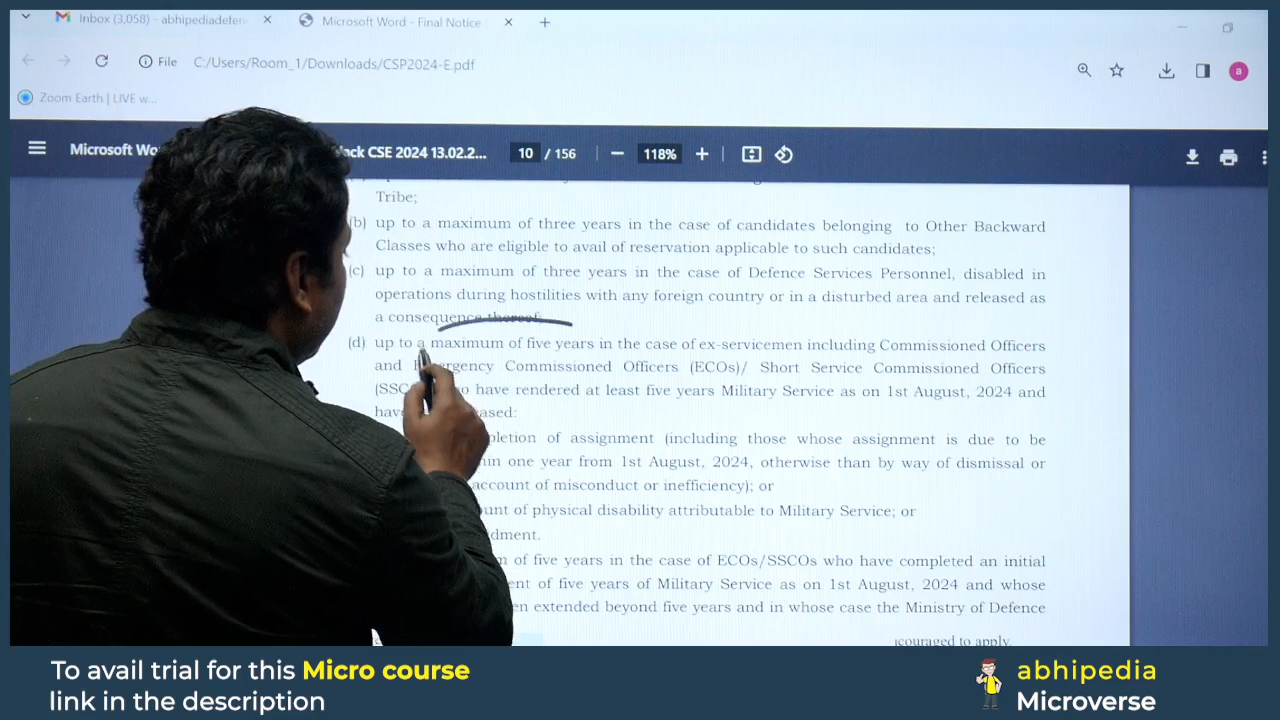 Inbox (3,058) - abhipediadefen
Microsoft Word - Final Notice
File C:/Users/Room_1/Downloads/CSP2024-E.pdf
a
Zoom Earth | LIVE w...
Microsoft Wo ack CSE 2024 13.02.2... 10 / 156 118%
Tribe;
(b) up to a maximum of three years in the case of candidates belonging to Other Backward
Classes who are eligible to avail of reservation applicable to such candidates;
(c) up to a maximum of three years in the case of Defence Services Personnel, disabled in
operations during hostilities with any foreign country or in a disturbed area and released as
a consequence thereof;
(d) up to a maximum of five years in the case of ex-servicemen including Commissioned Officers
and ergency Commissioned Officers (ECOs)/ Short Service Commissioned Officers
(SSC o have rendered at least five years Military Service as on 1st August, 2024 and
have eased:
pletion of assignment (including those whose assignment is due to be
in one year from 1st August, 2024, otherwise than by way of dismissal or
account of misconduct or inefficiency); or
unt of physical disability attributable to Military Service; or
dment.
of five years in the case of ECOs/SSCOs who have completed an initial
ent of five years of Military Service as on 1st August, 2024 and whose
en extended beyond five years and in whose case the Ministry of Defence
couraged to apply.
To avail trial for this Micro course
link in the description
abhipedia
Microverse